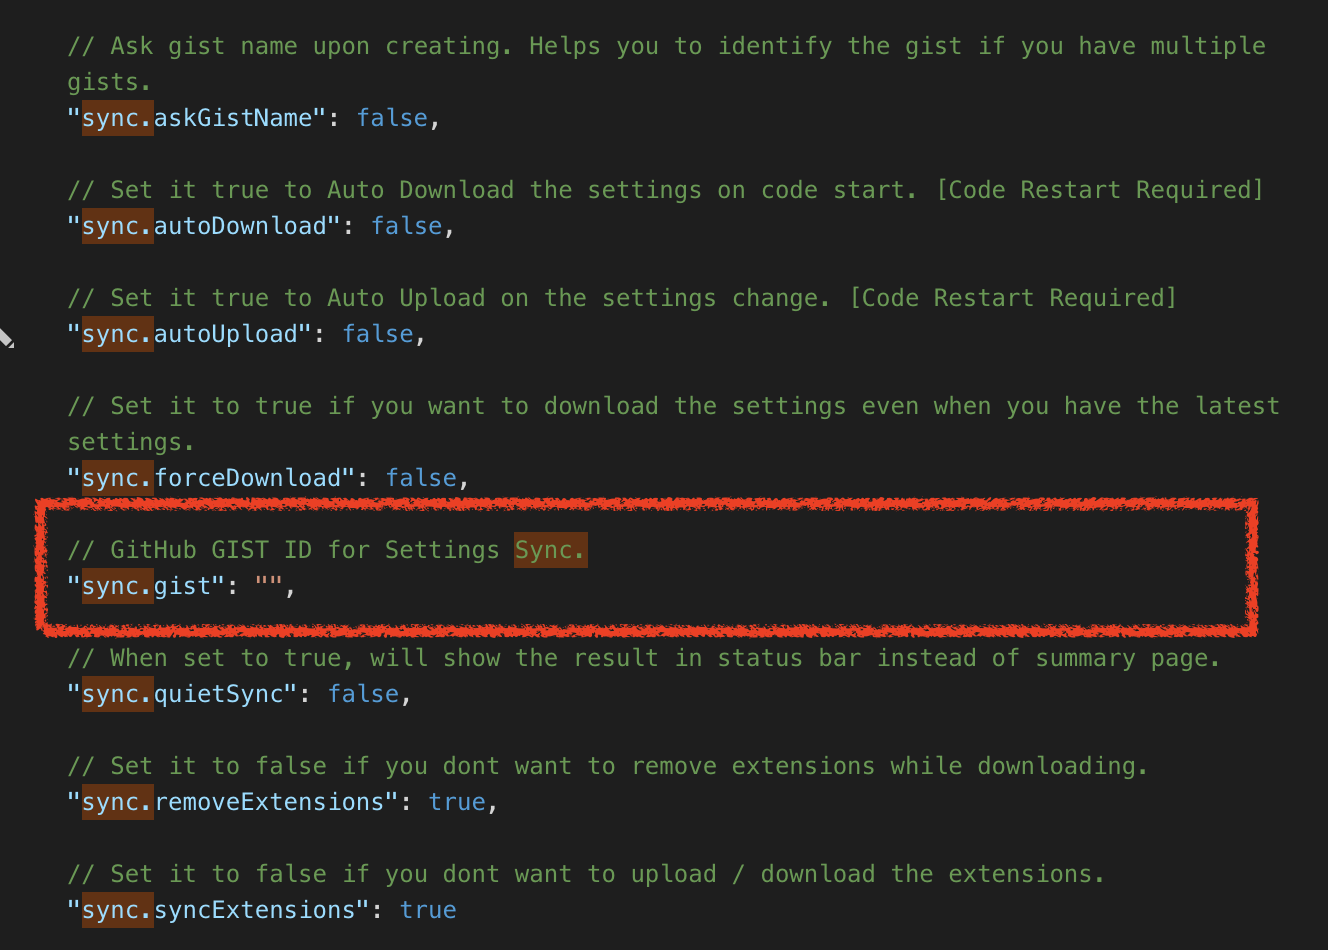 // Ask gist name upon creating. Helps you to identify the gist if you have multiple
gists.
"sync.askGistName": false,
// Set it true to Auto Download the settings on code start. [Code Restart Required]
"sync.autoDownload": false,
// Set it true to Auto Upload on the settings change. [Code Restart Required]
"sync.autoUpload": false,
// Set it to true if you want to download the settings even when you have the latest
settings.
"sync.forceDownload": false,
// GitHub GIST ID for Settings Sync.
"sync.gist": "",
// When set to true, will show the result in status bar instead of summary page.
"sync.quietSync": false,
// Set it to false if you dont want to remove extensions while downloading.
"sync.removeExtensions": true,
// Set it to false if you dont want to upload / download the extensions.
"sync.syncExtensions": true